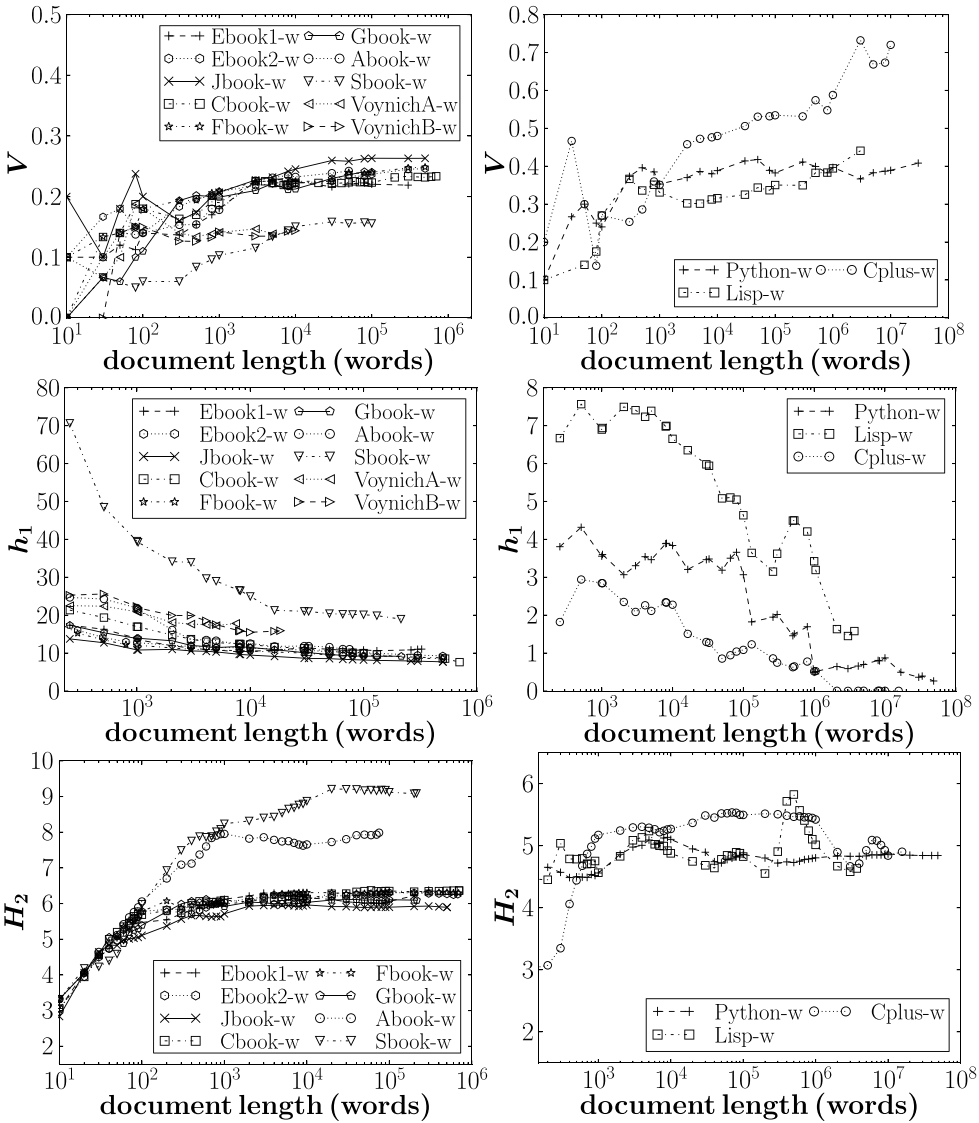 0.5
0.4
0.3
0.2
0.1
0.0
V
Ebook1-w Gbook-w
Ebook2-w Abook-w
Jbook-w Sbook-w
Cbook-w VoynichA-w
Fbook-w VoynichB-w
10^1 10^2 10^3 10^4 10^5 10^6
document length (words)
0.8
0.7
0.6
0.5
0.4
0.3
0.2
0.1
0.0
V
Python-w Cplus-w
Lisp-w
10^1 10^2 10^3 10^4 10^5 10^6 10^7 10^8
document length (words)
80
70
60
50
40
30
20
10
0
h_1
Ebook1-w Gbook-w
Ebook2-w Abook-w
Jbook-w Sbook-w
Cbook-w VoynichA-w
Fbook-w VoynichB-w
10^3 10^4 10^5 10^6
document length (words)
8
7
6
5
4
3
2
1
0
h_1
Python-w
Lisp-w
Cplus-w
10^3 10^4 10^5 10^6 10^7 10^8
document length (words)
10
9
8
7
6
5
4
3
2
H_2
Ebook1-w Fbook-w
Ebook2-w Gbook-w
Jbook-w Abook-w
Cbook-w Sbook-w
10^1 10^2 10^3 10^4 10^5 10^6
document length (words)
6
5
4
3
2
H_2
Python-w Cplus-w
Lisp-w
10^3 10^4 10^5 10^6 10^7 10^8
document length (words)